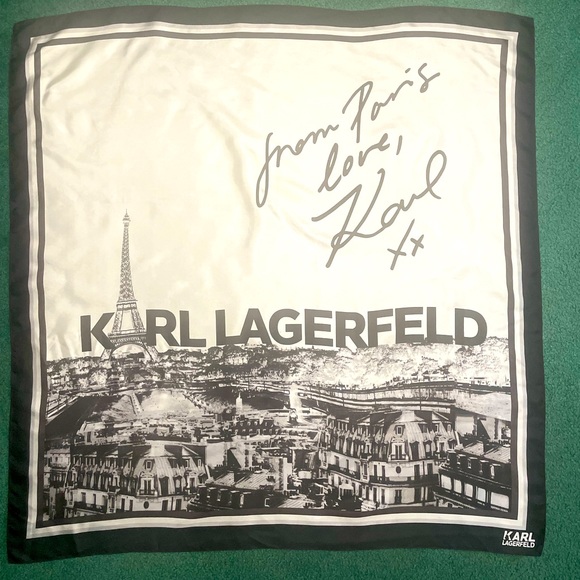 from Paris
love,
Karl
xx
KARL LAGERFELD
KARL
LAGERFELD